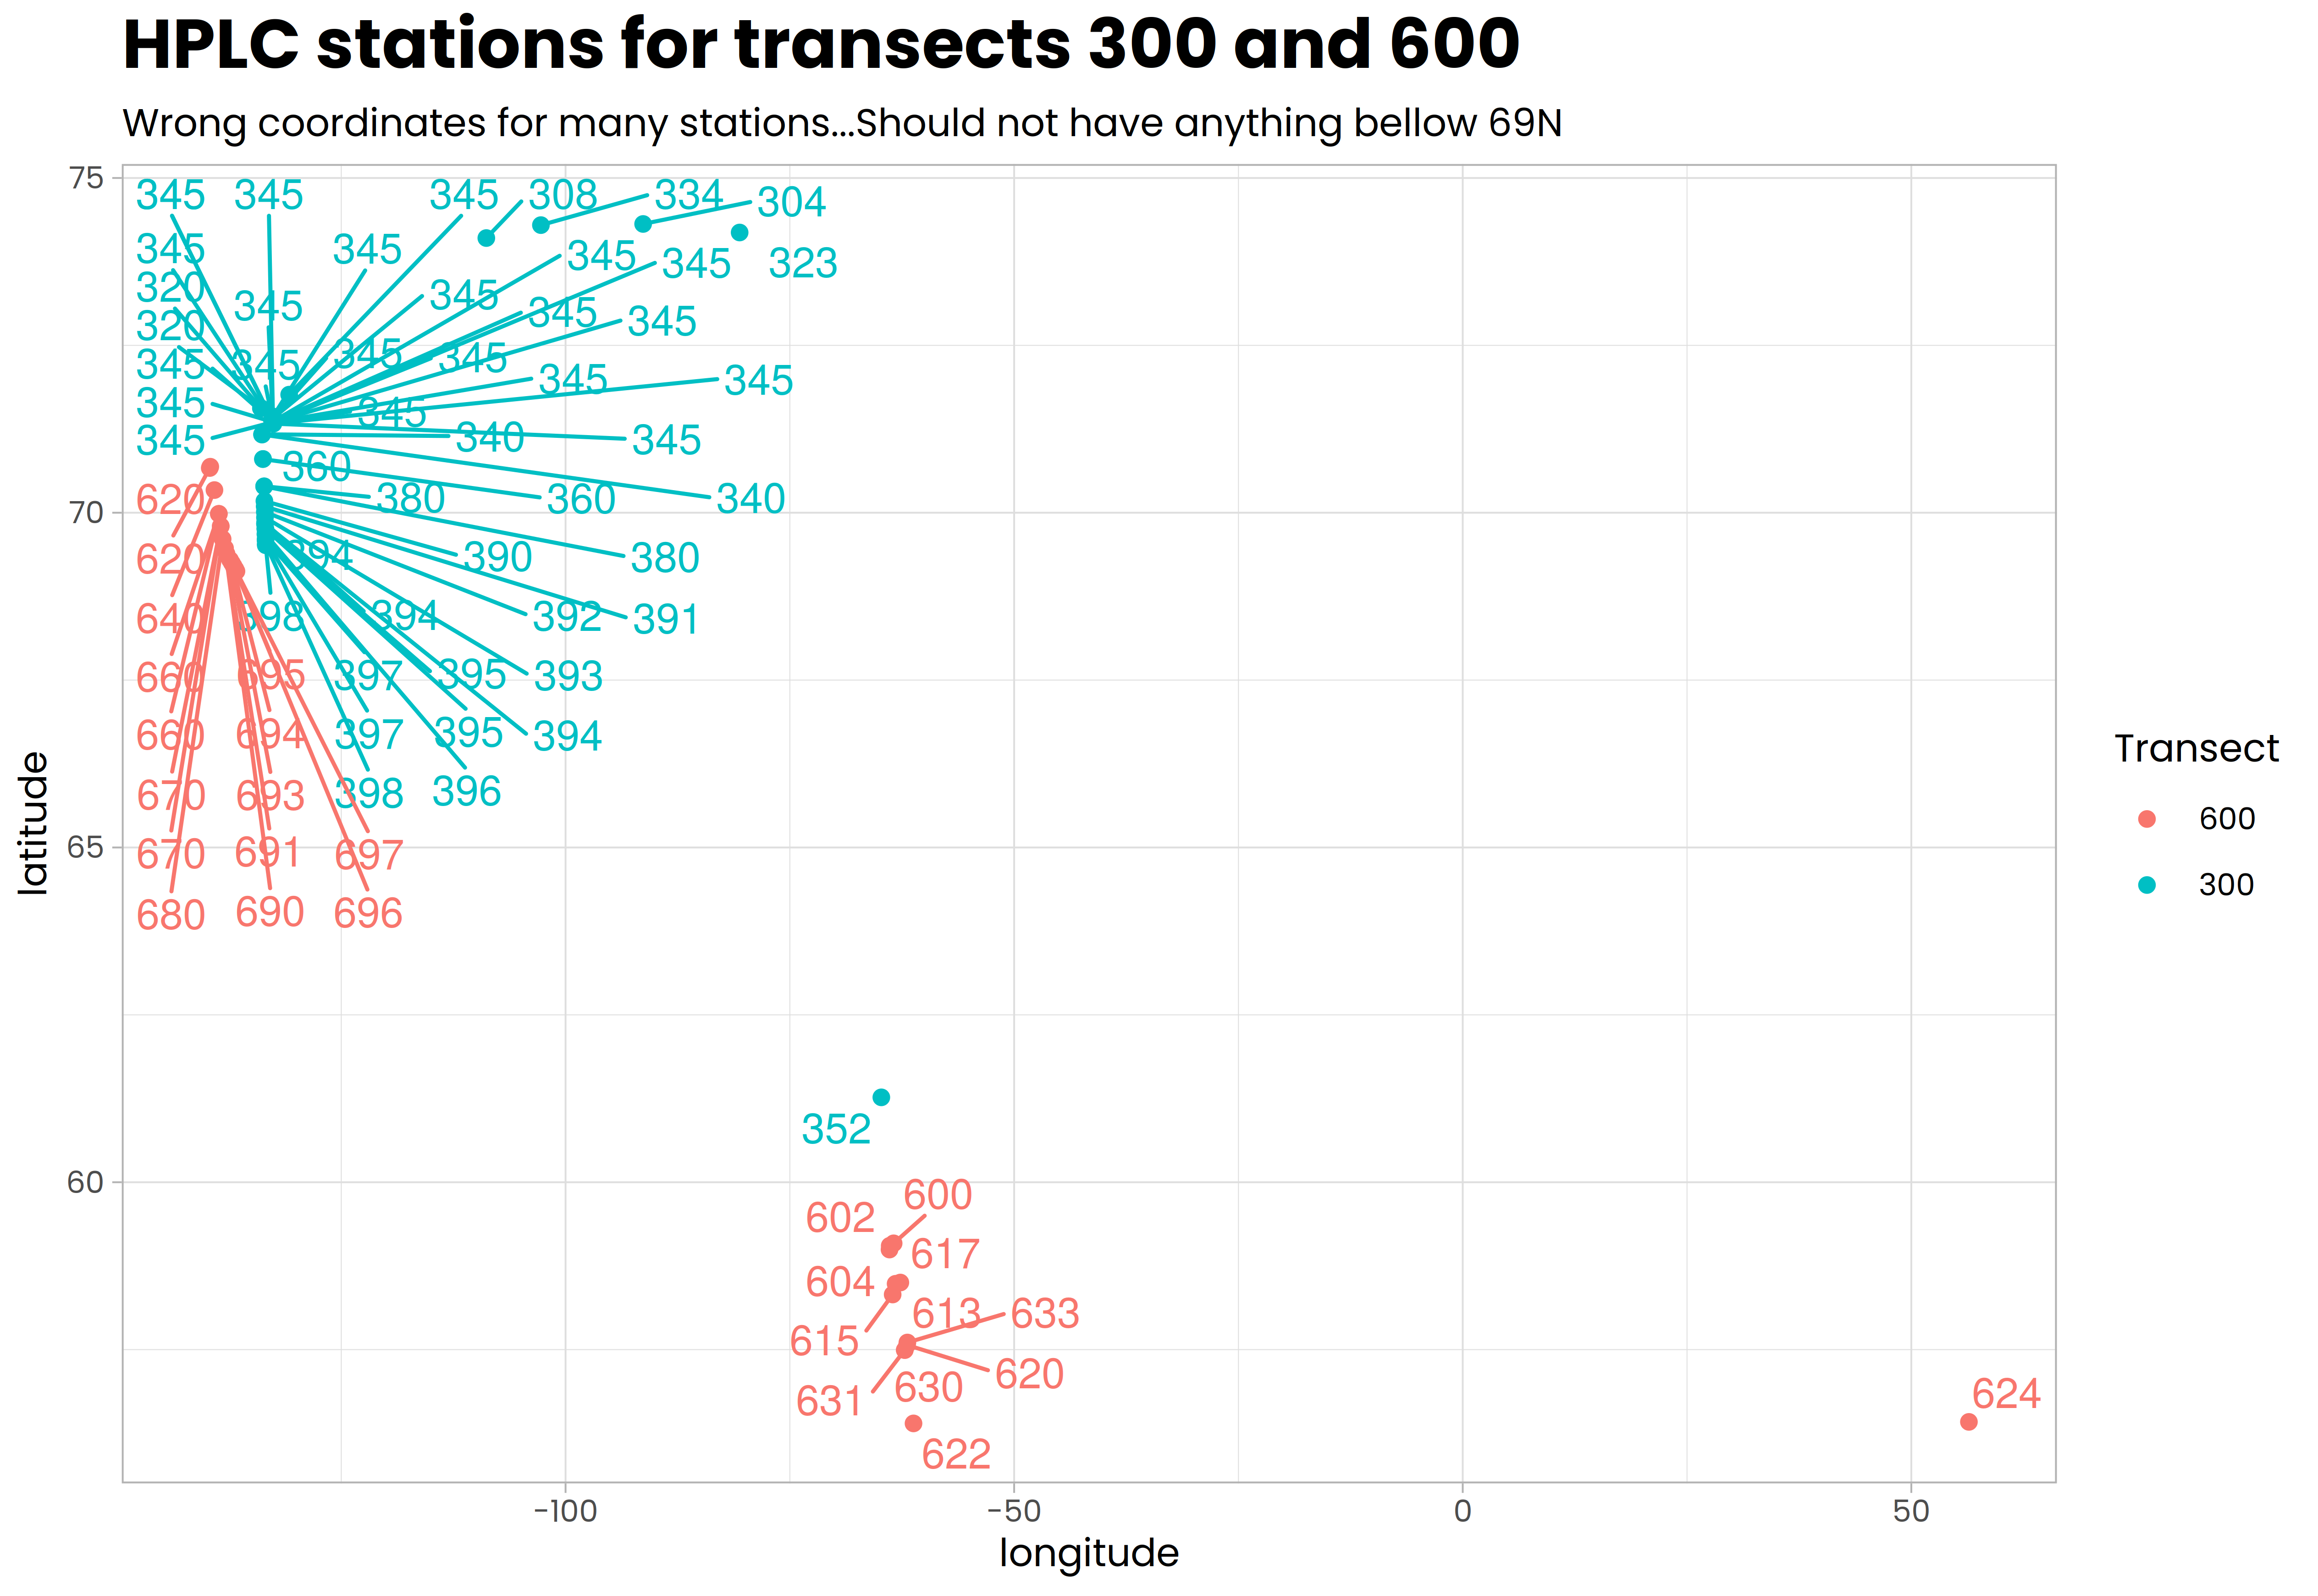 HPLC stations for transects 300 and 600
Wrong coordinates for many stations...Should not have anything bellow 69N
75
345 345 345 308 334 304
345 345 345 345 323
320 345 345
320 345 345
345 345 345 345
345 345 345
345 345
345 340 345
360
620 380 360 340
70
620 394 390 380
640 398 394 392 391
660 695 397 395 393
660 694 397 395 394
670 693 398 396
670 691 697
65
680 690 696
latitude
Transect
600
300
352
60
600
602
617
604
613 633
615
620
630
631
624
622
-100 -50 0 50
longitude